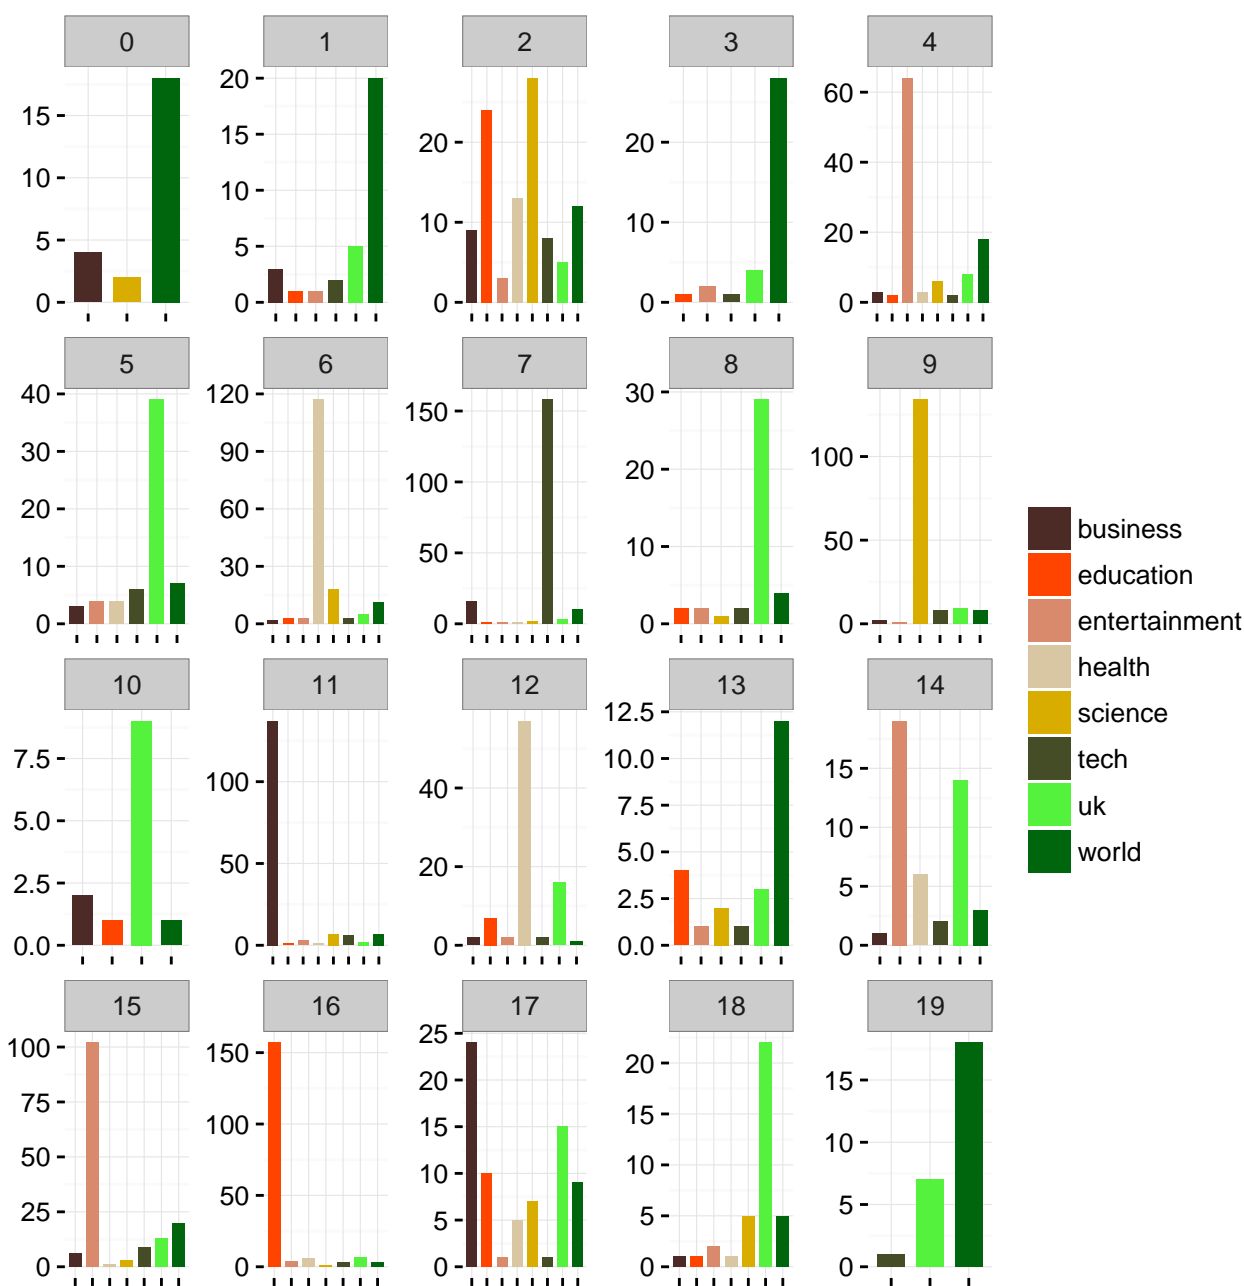 0 1 2 3 4
15 10 5 0
20 15 10 5 0
20 10 0
20 10 0
60 40 20 0
5 6 7 8 9
40 30 20 10 0
120 90 60 30 0
150 100 50 0
30 20 10 0
100 50 0
business
education
entertainment
health
science
tech
uk
world
10 11 12 13 14
7.5 5.0 2.5 0.0
100 50 0
40 20 0
12.5 10.0 7.5 5.0 2.5 0.0
15 10 5 0
15 16 17 18 19
100 75 50 25 0
150 100 50 0
25 20 15 10 5 0
20 15 10 5 0
15 10 5 0